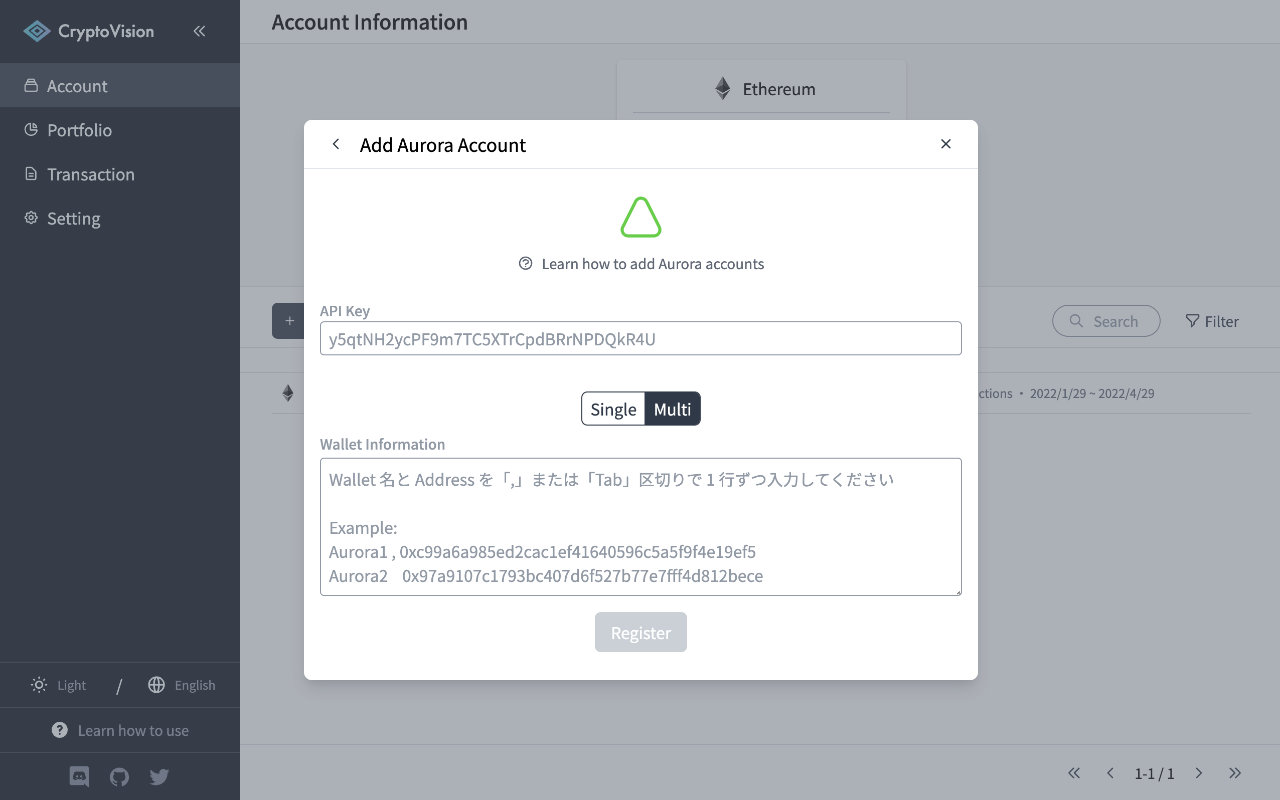 CryptoVision
Account
Portfolio
Transaction
Setting
Light / English
Learn how to use
Account Information
Ethereum
Add Aurora Account
Learn how to add Aurora accounts
API Key
y5qtNH2ycPF9m7TC5XTrCpdBRrNPDQkR4U
Single Multi
Wallet Information
Wallet 名と Address を「,」または「Tab」区切りで 1 行ずつ入力してください
Example:
Aurora1 , 0xc99a6a985ed2cac1ef41640596c5a5f9f4e19ef5
Aurora2 0x97a9107c1793bc407d6f527b77e7fff4d812bece
Register
+
Search
Filter
ctions • 2022/1/29 ~ 2022/4/29
1-1 / 1